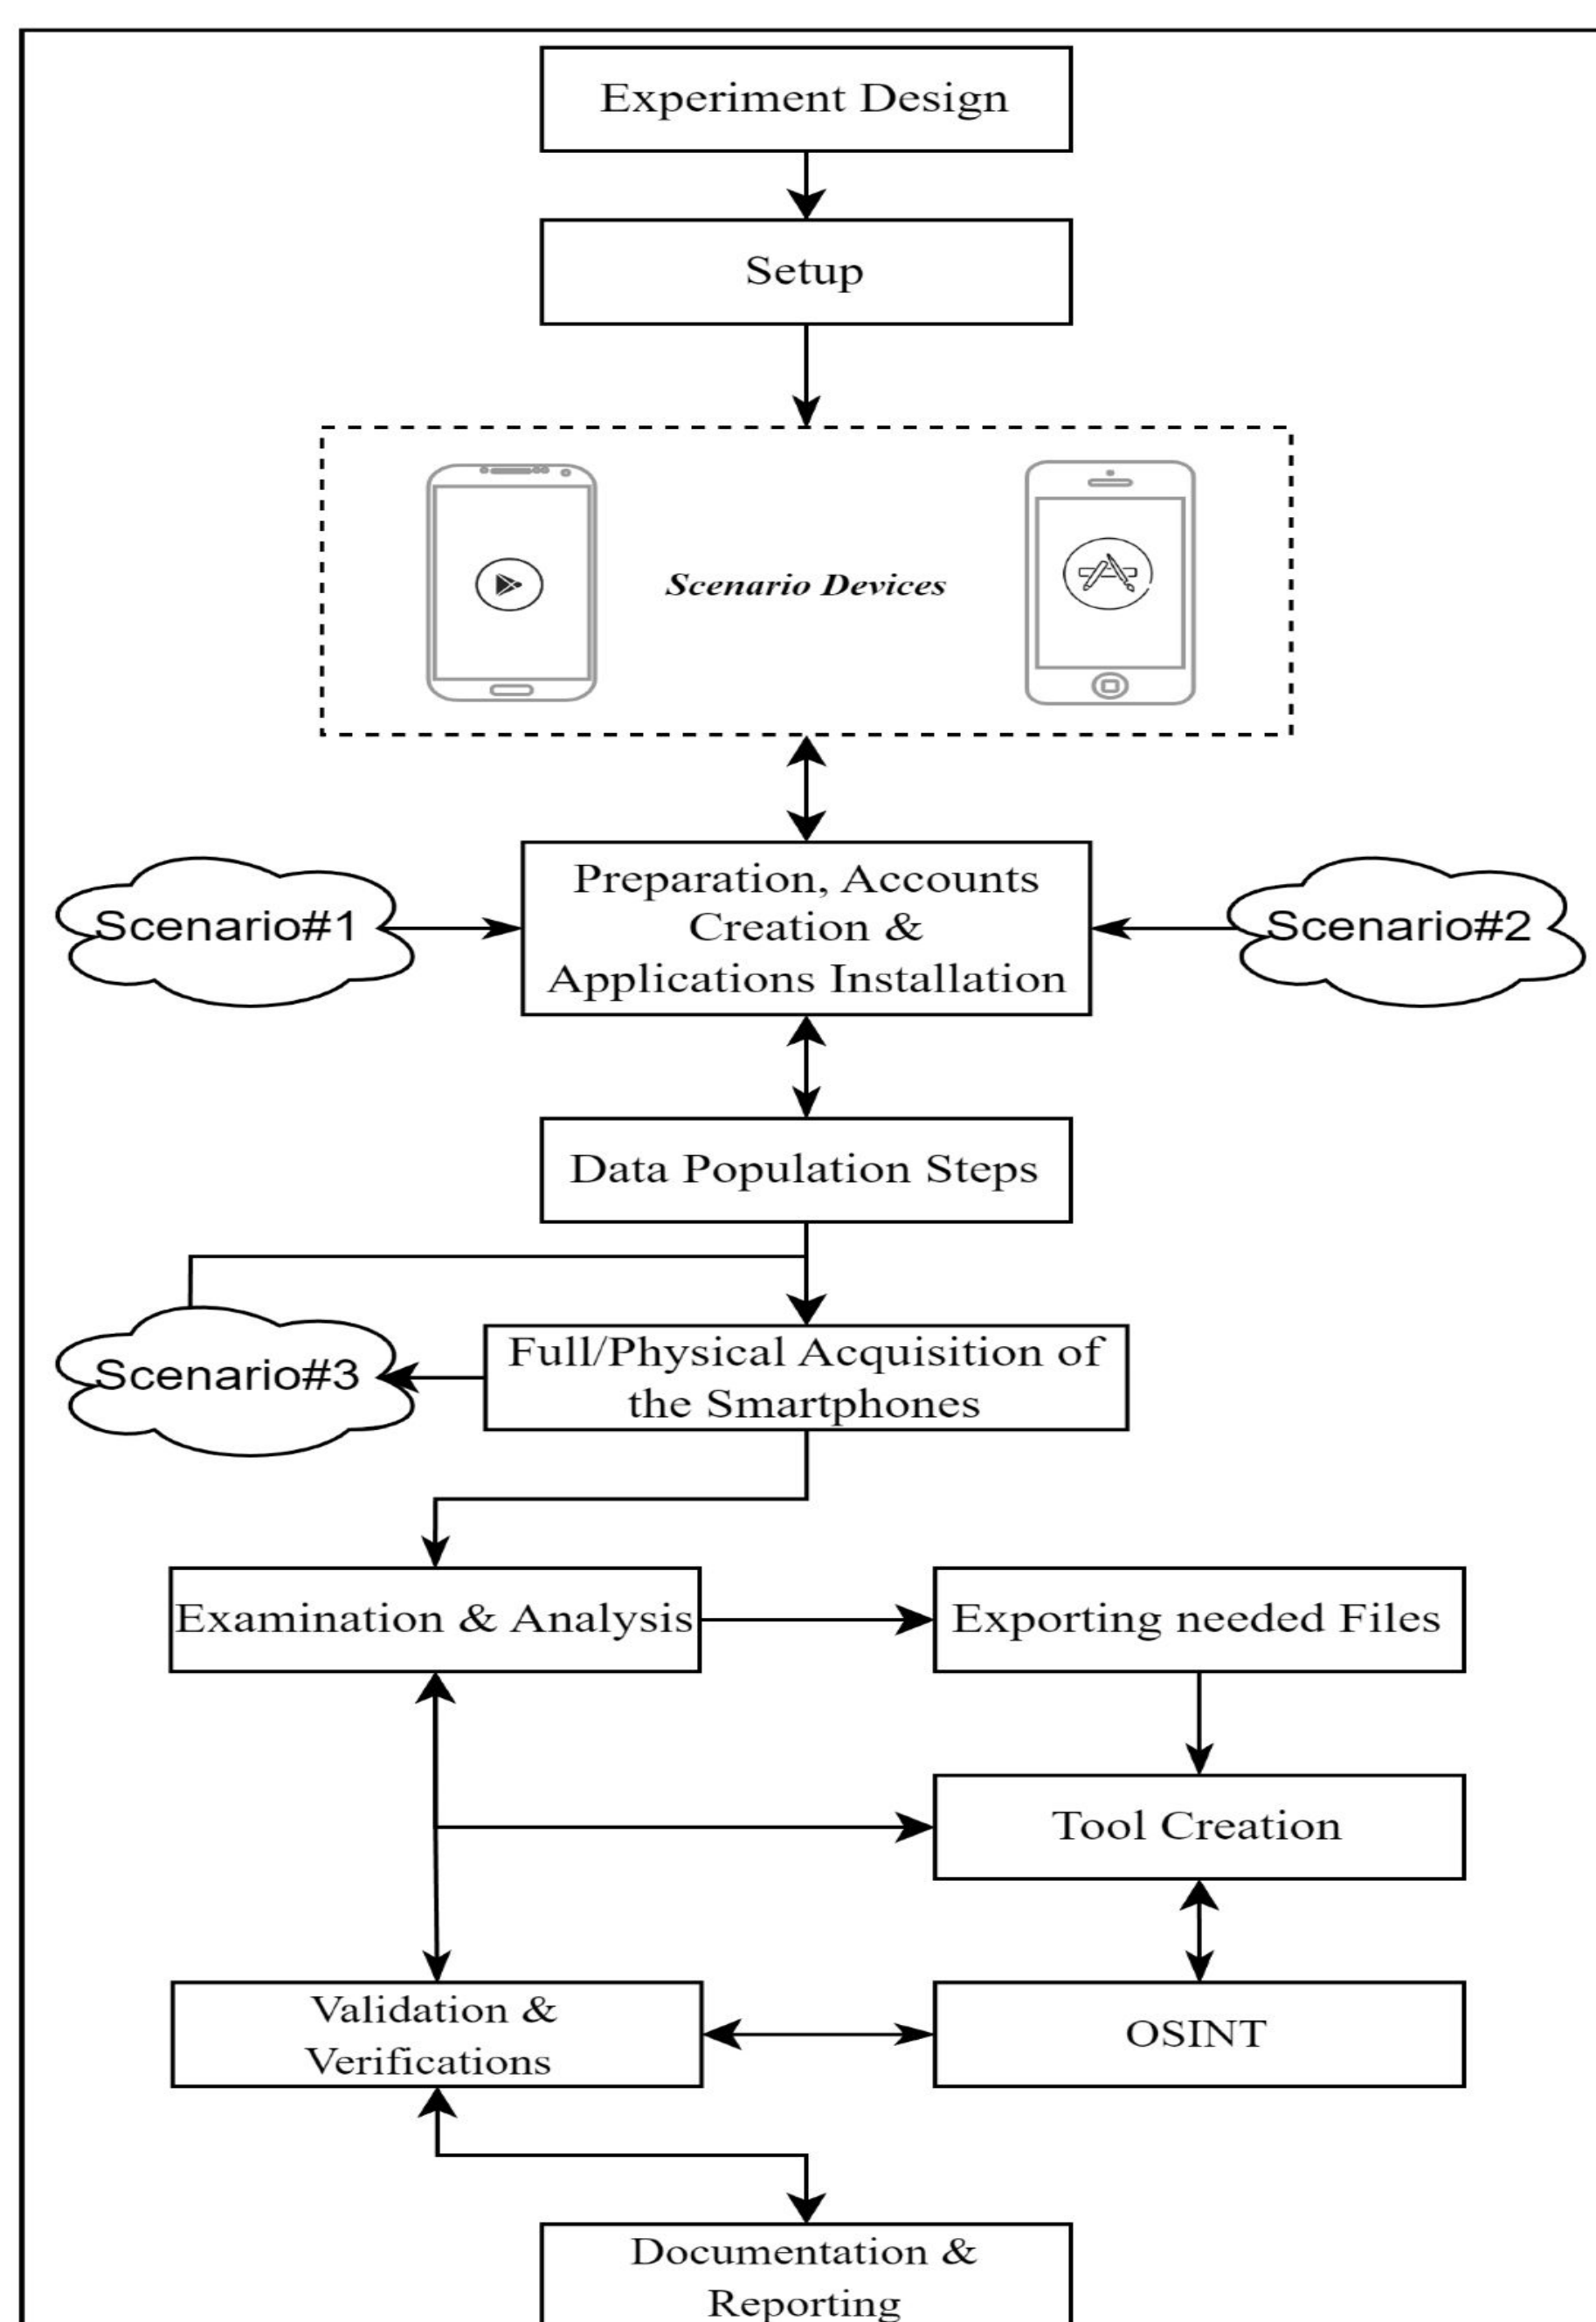 Experiment Design
Setup
Scenario Devices
Preparation, Accounts
Creation &
Applications Installation
Scenario#1
Scenario#2
Data Population Steps
Scenario#3
Full/Physical Acquisition of
the Smartphones
Examination & Analysis
Exporting needed Files
Tool Creation
Validation &
Verifications
OSINT
Documentation &
Reporting